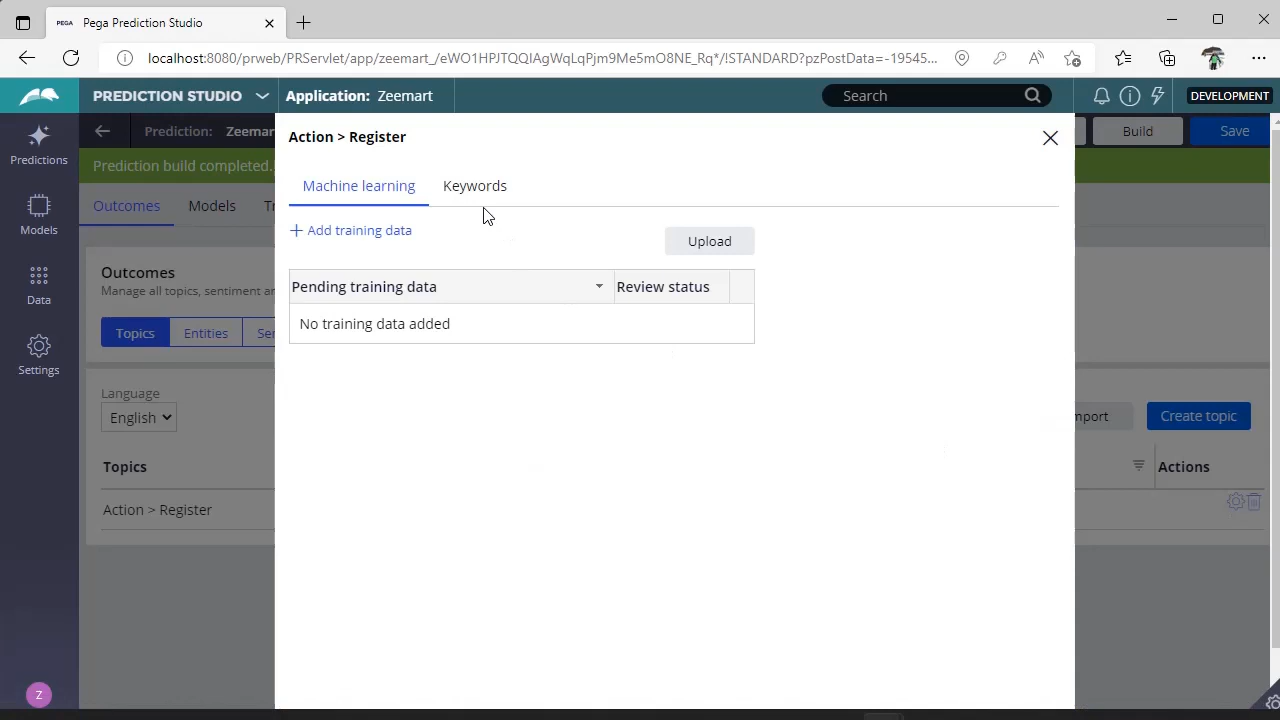 PEGA Pega Prediction Studio
localhost:8080/prweb/PRServlet/app/zeemart_/eWO1HPJTQQIAgWqLqPjm9Me5mO8NE_Rq*/!STANDARD?pzPostData=-19545...
PREDICTION STUDIO Application: Zeemart Search DEVELOPMENT
Prediction: Zeemar Build Save
Action > Register
Predictions
Prediction build completed.
Machine learning Keywords
Outcomes Models Tr
Models
Add training data Upload
Outcomes
Manage all topics, sentiment an
Pending training data Review status
Data
No training data added
Topics Entities Sen
Settings
Language
English
mport Create topic
Topics Actions
Action > Register
Z